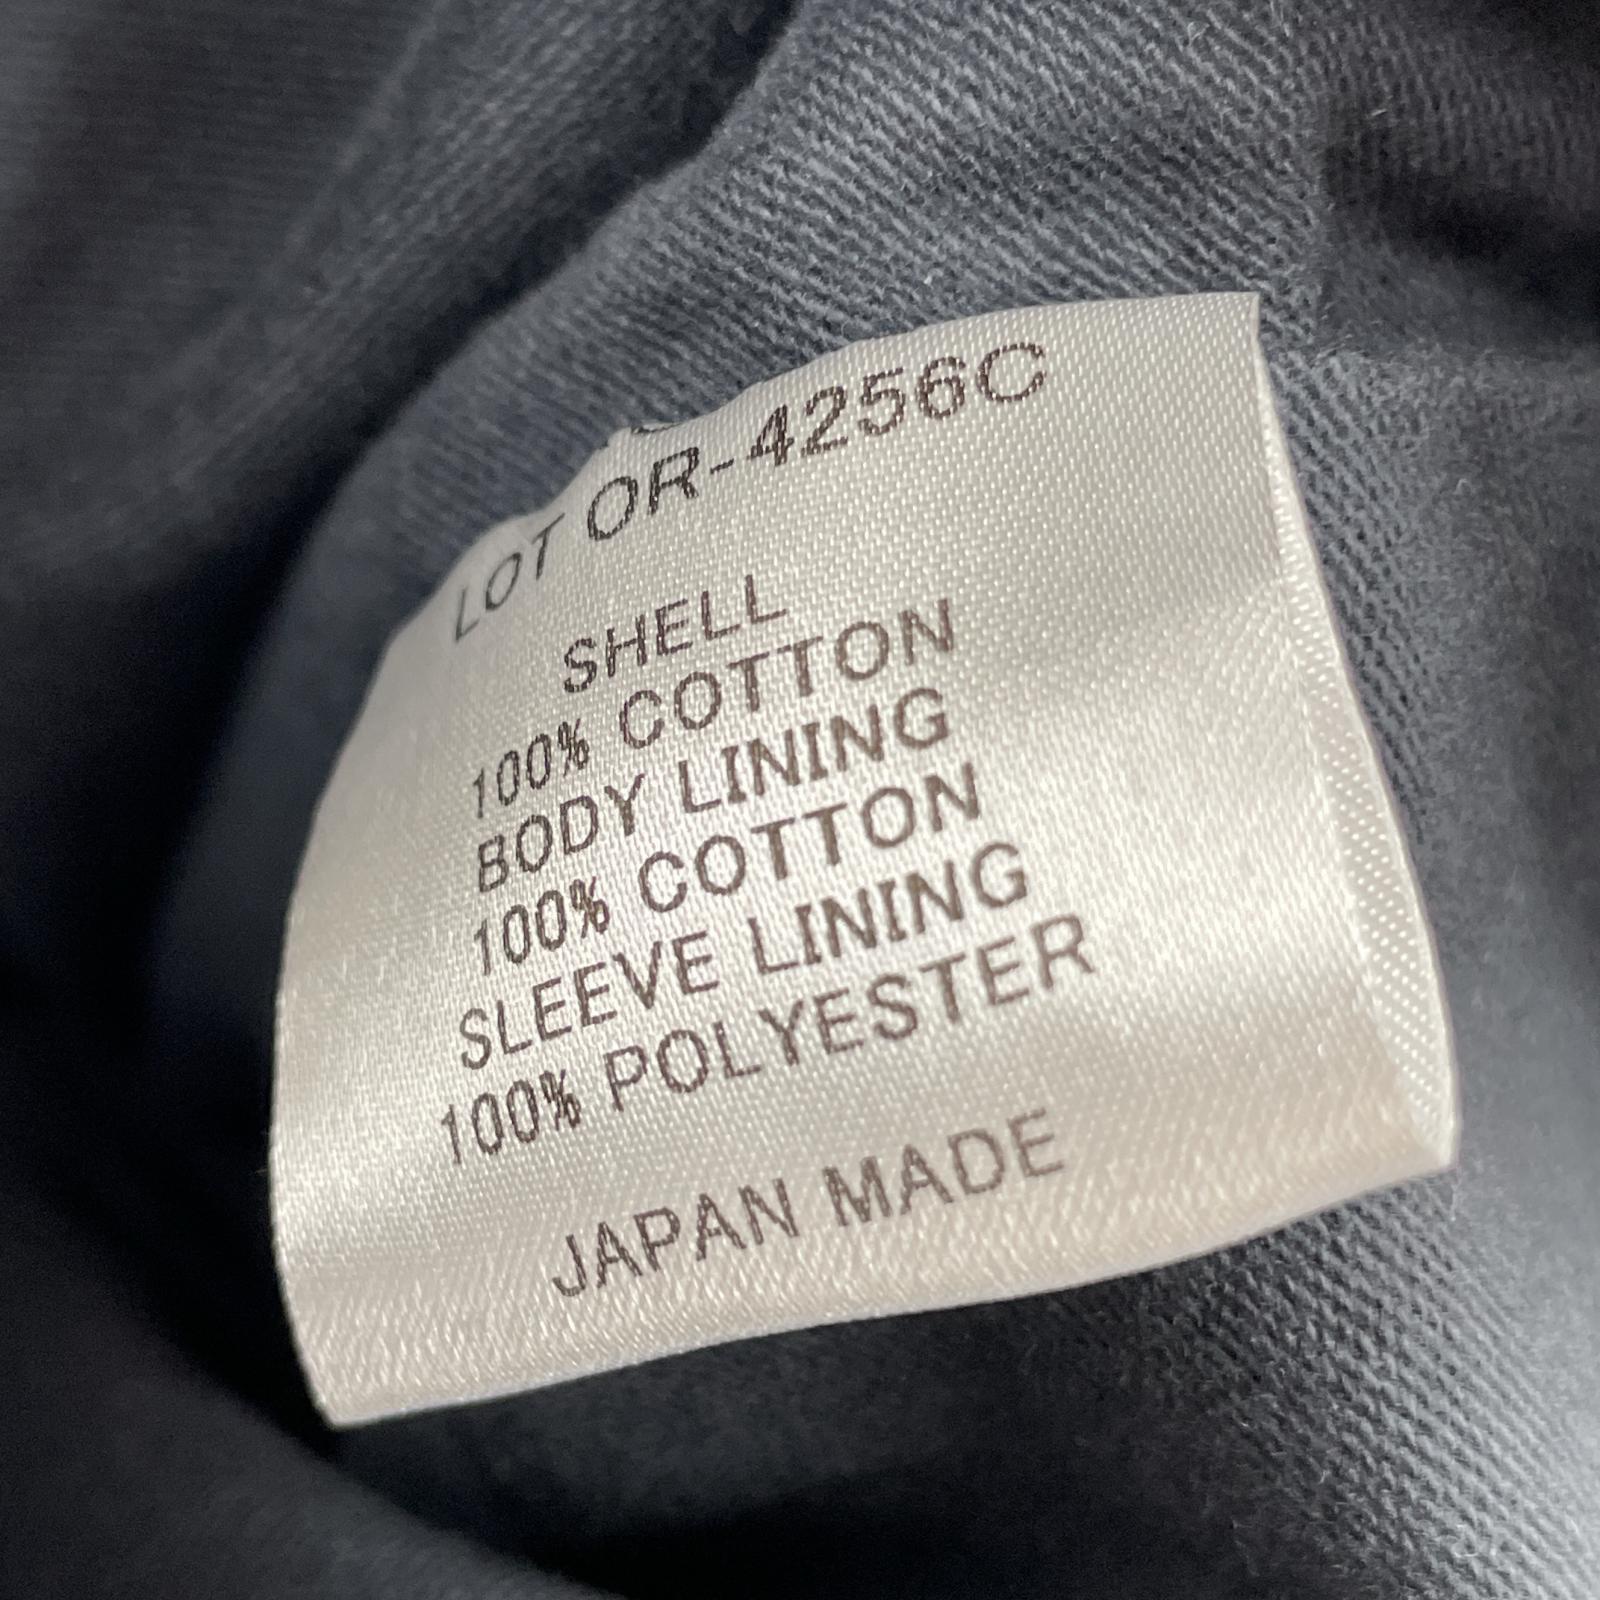 LOT OR-4256C
SHELL
100% COTTON
BODY LINING
100% COTTON
SLEEVE LINING
100% POLYESTER
JAPAN MADE